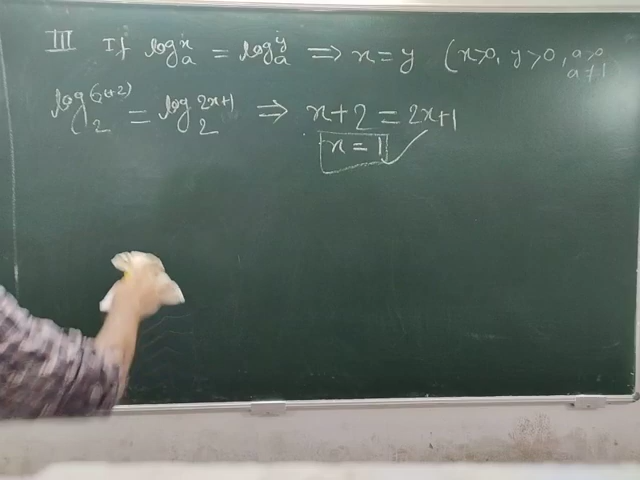 III If log_a^x = log_a^y ⇒ x = y (x>0, y>0, a>0, a≠1)
log_2^(x+2) = log_2^2x+1 ⇒ x+2 = 2x+1
x = 1 ✓